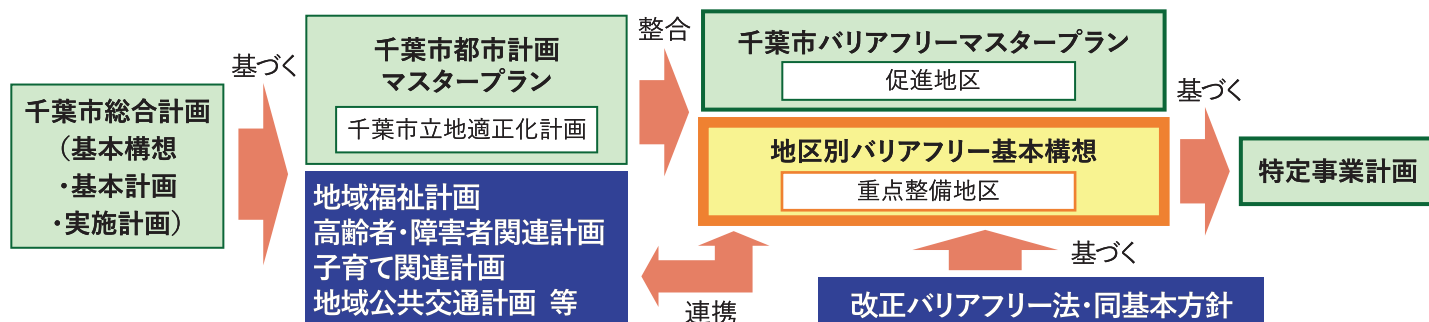 千葉市総合計画
(基本構想
・基本計画
・実施計画)
基づく
千葉市都市計画
マスタープラン
千葉市立地適正化計画
地域福祉計画
高齢者・障害者関連計画
子育て関連計画
地域公共交通計画 等
整合
連携
千葉市バリアフリーマスタープラン
促進地区
地区別バリアフリー基本構想
重点整備地区
基づく
改正バリアフリー法・同基本方針
基づく
特定事業計画